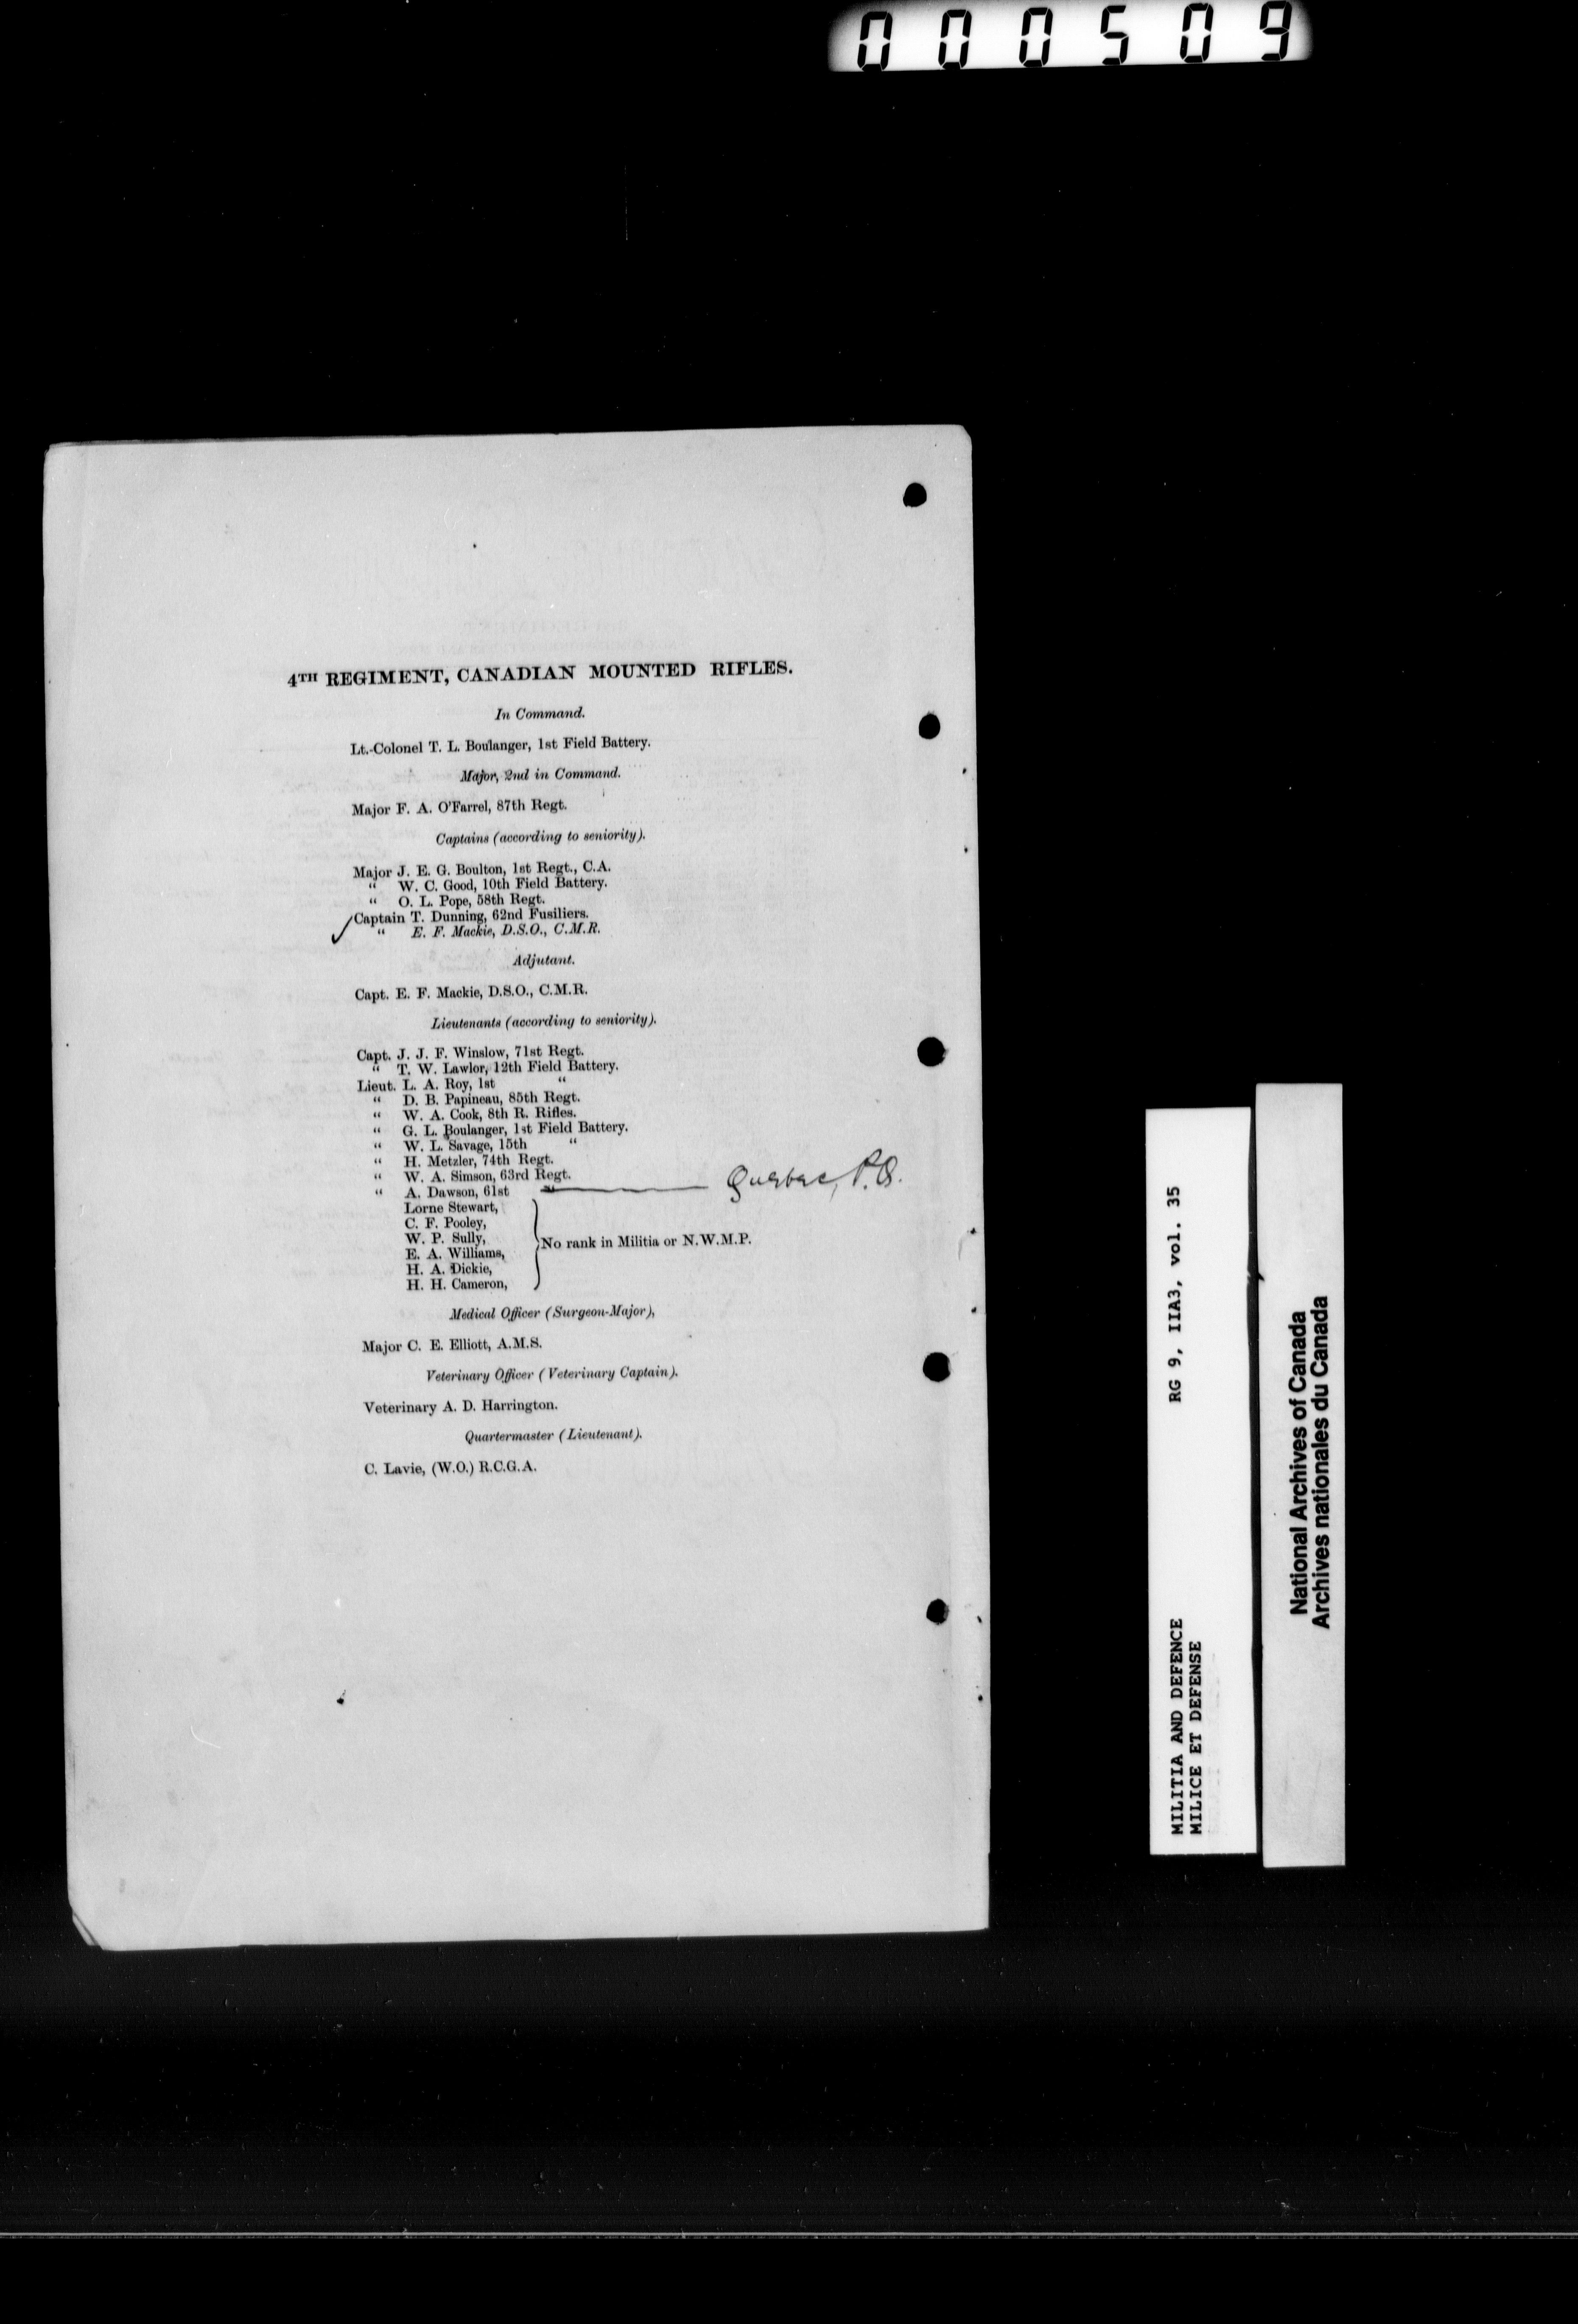 000509
4TH REGIMENT, CANADIAN MOUNTED RIFLES.
In Command.
Lt.-Colonel T. L. Boulanger, 1st Field Battery.
Major, 2nd in Command.
Major F. A. O'Farrel, 87th Regt.
Captains (according to seniority).
Major J. E. G. Boulton, 1st Regt., C.A.
" W. C. Good, 10th Field Battery.
" O. L. Pope, 58th Regt.
Captain T. Dunning, 62nd Fusiliers.
" E. F. Mackie, D.S.O., C.M.R.
Adjutant.
Capt. E. F. Mackie, D.S.O., C.M.R.
Lieutenants (according to seniority).
Capt. J. J. F. Winslow, 71st Regt.
" T. W. Lawlor, 12th Field Battery.
Lieut. L. A. Roy, 1st "
" D. B. Papineau, 85th Regt.
" W. A. Cook, 8th R. Rifles.
" G. L. Boulanger, 1st Field Battery.
" W. L. Savage, 15th "
" H. Metzler, 74th Regt.
" W. A. Simson, 63rd Regt.
" A. Dawson, 61st " Quebec, P.Q.
Lorne Stewart,
C. F. Pooley,
W. P. Sully,
E. A. Williams,
H. A. Dickie,
H. H. Cameron,
No rank in Militia or N.W.M.P.
Medical Officer (Surgeon-Major),
Major C. E. Elliott, A.M.S.
Veterinary Officer (Veterinary Captain).
Veterinary A. D. Harrington.
Quartermaster (Lieutenant).
C. Lavie, (W.O.) R.C.G.A.
MILITIA AND DEFENCE RG 9, IIA3, vol. 35
MILICE ET DEFENSE
National Archives of Canada
Archives nationales du Canada